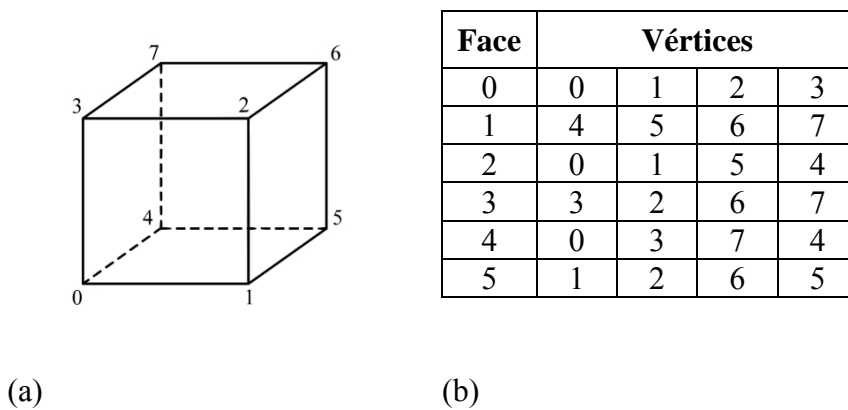 7 6
3 2
4 5
0 1
Face Vértices
0 0 1 2 3
1 4 5 6 7
2 0 1 5 4
3 3 2 6 7
4 0 3 7 4
5 1 2 6 5
(a) (b)